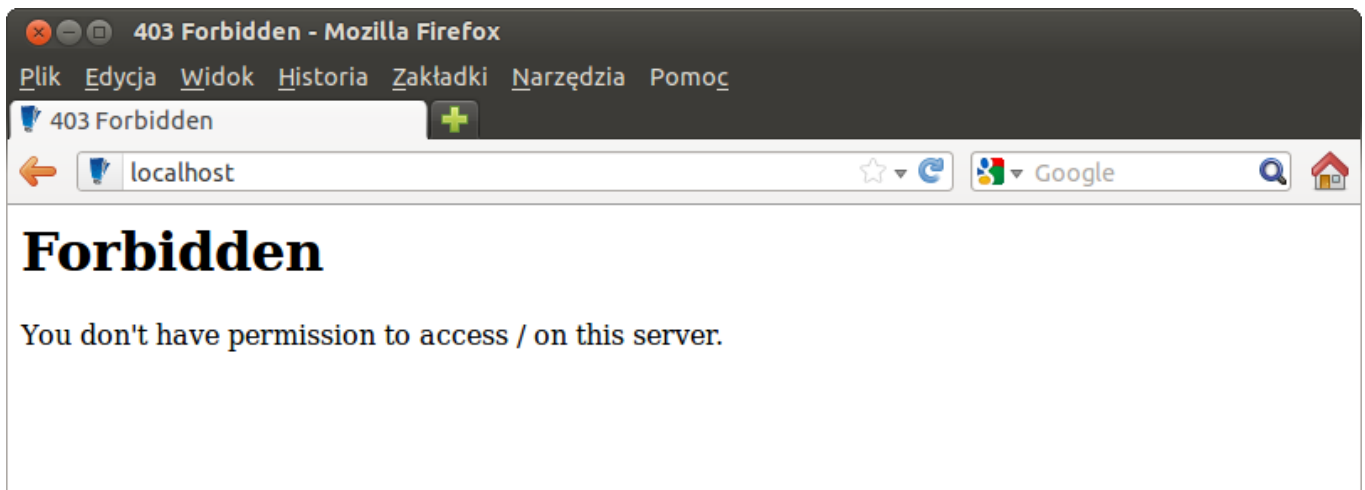 403 Forbidden - Mozilla Firefox
Plik Edycja Widok Historia Zakładki Narzędzia Pomoc
403 Forbidden
localhost Google
Forbidden
You don't have permission to access / on this server.